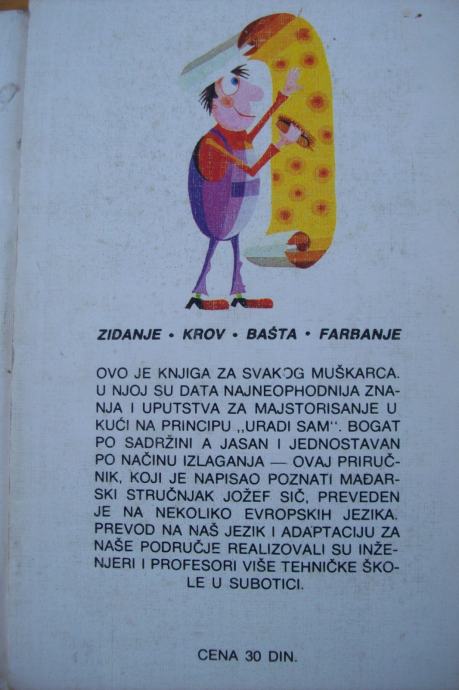 ZIDANJE • KROV • BAŠTA • FARBANJE
OVO JE KNJIGA ZA SVAKOG MUŠKARCA.
U NJOJ SU DATA NAJNEOPHODNIJA ZNA-
NJA I UPUTSTVA ZA MAJSTORISANJE U
KUĆI NA PRINCIPU ,,URADI SAM". BOGAT
PO SADRŽINI A JASAN I JEDNOSTAVAN
PO NAČINU IZLAGANJA — OVAJ PRIRUČ-
NIK, KOJI JE NAPISAO POZNATI MAĐAR-
SKI STRUČNJAK JOŽEF SIČ, PREVEDEN
JE NA NEKOLIKO EVROPSKIH JEZIKA.
PREVOD NA NAŠ JEZIK I ADAPTACIJU ZA
NAŠE PODRUČJE REALIZOVALI SU INŽE-
NJERI I PROFESORI VIŠE TEHNIČKE ŠKO-
LE U SUBOTICI.
CENA 30 DIN.